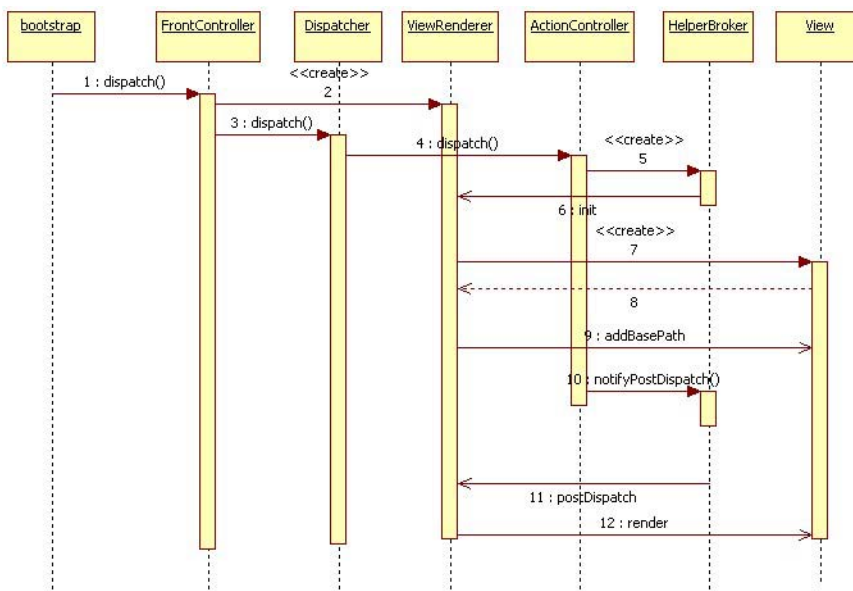 bootstrap
FrontController
Dispatcher
ViewRenderer
ActionController
HelperBroker
View
1 : dispatch()
<<create>>
2
3 : dispatch()
4 : dispatch()
<<create>>
5
6 : init
<<create>>
7
8
9 : addBasePath
10 : notifyPostDispatch()
11 : postDispatch
12 : render